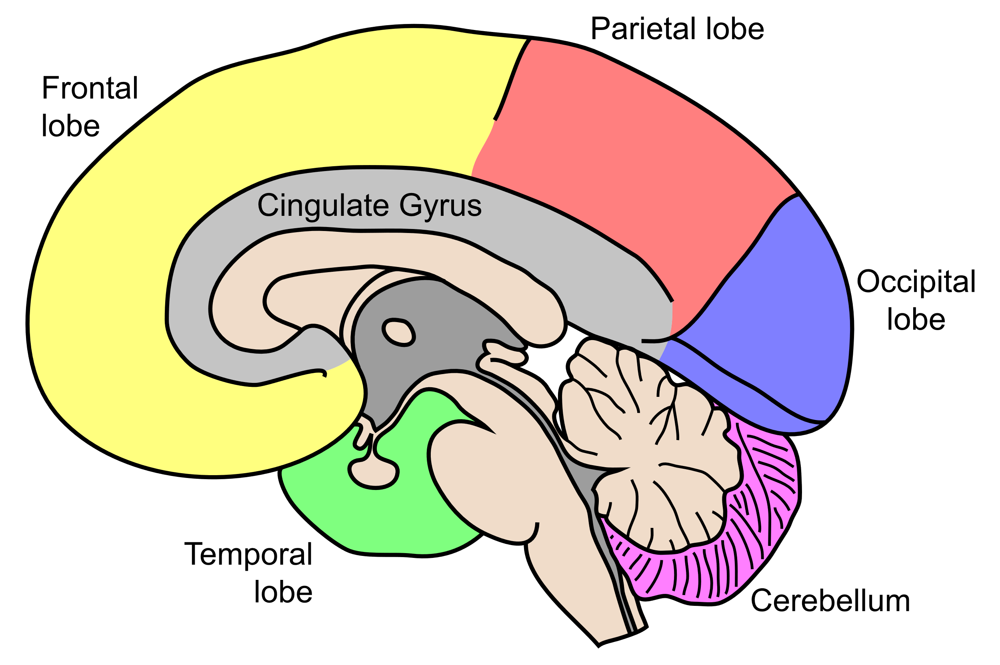 Parietal lobe
Frontal
lobe
Cingulate Gyrus
Occipital
lobe
Temporal
lobe
Cerebellum